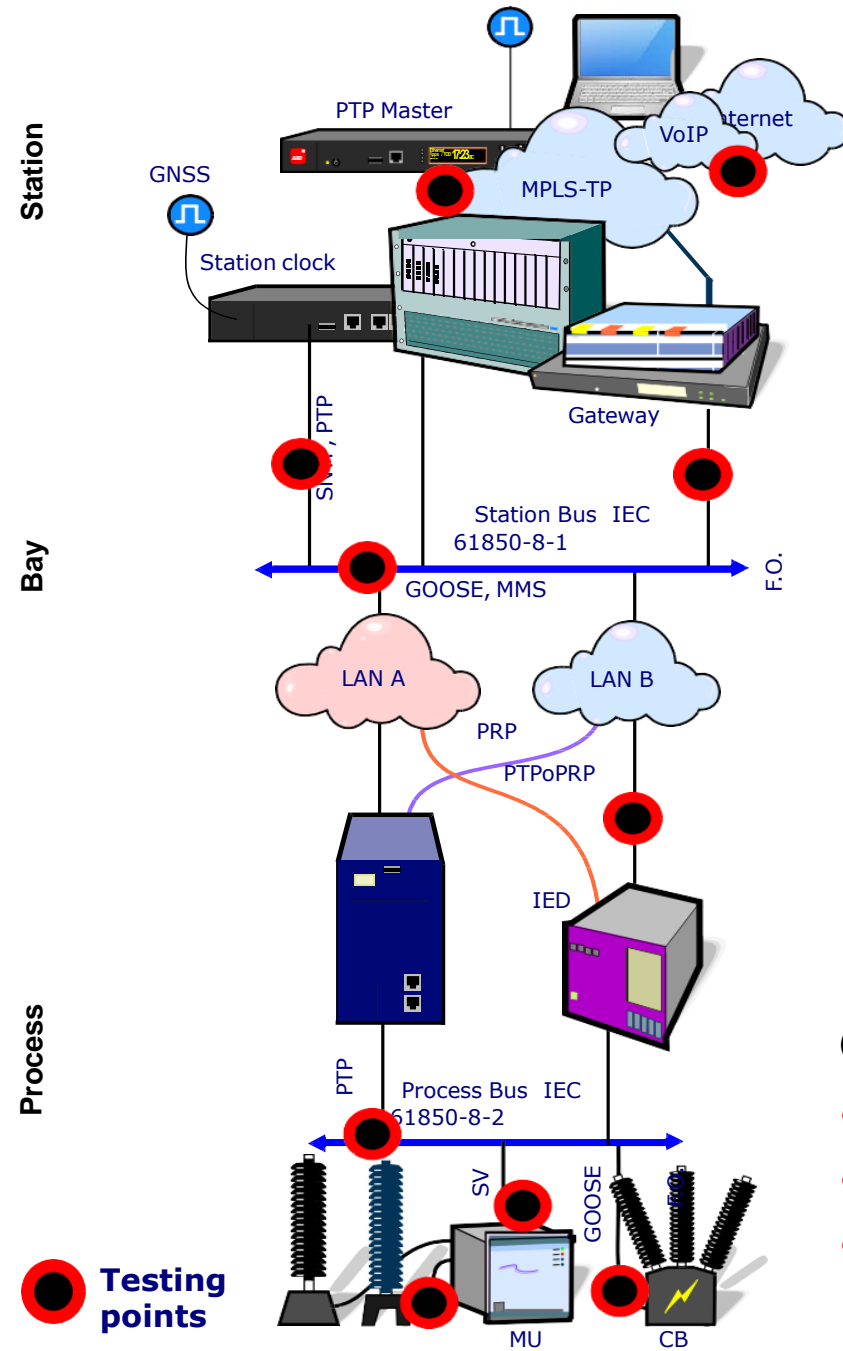 Station
PTP Master
VoIP
MPLS-TP
GNSS
Station clock
Gateway
PTP
Station Bus IEC
61850-8-1
Bay
F.O.
GOOSE, MMS
LAN A
LAN B
PRP
PTPoPRP
IED
Process
PTP
Process Bus IEC
61850-8-2
SV
GOOSE
F.O.
Testing
points
MU
CB